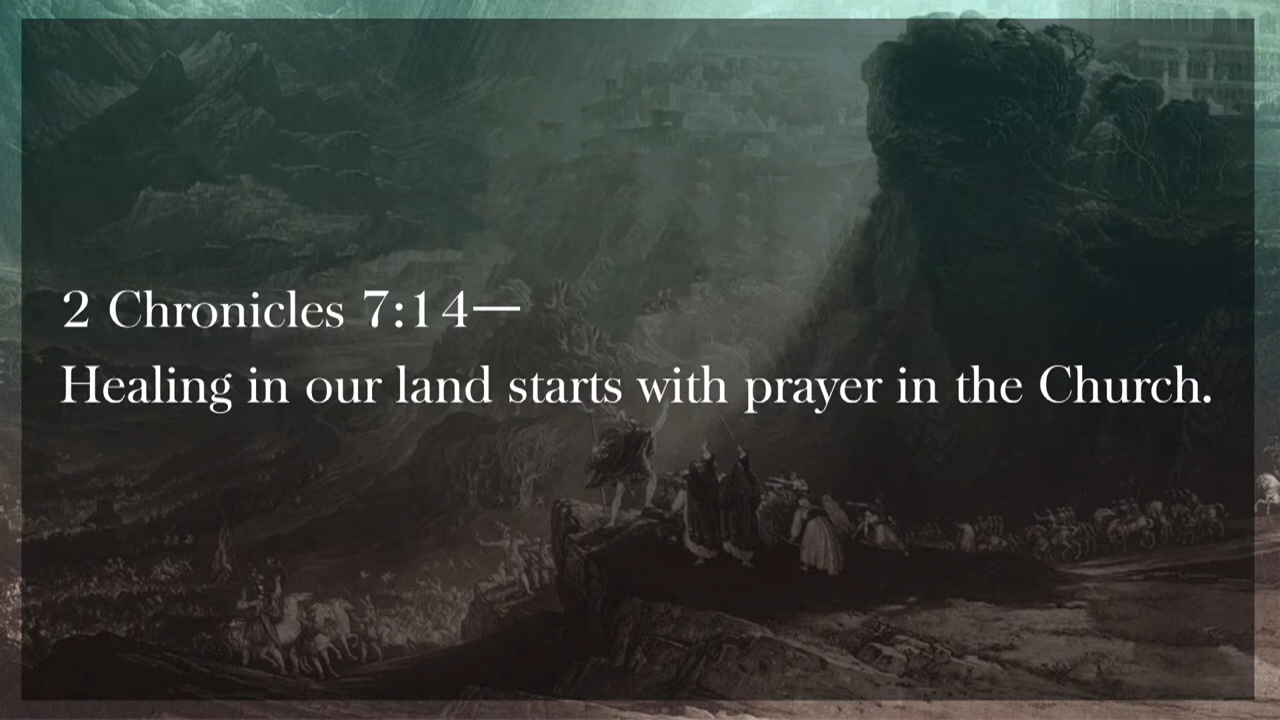 2 Chronicles 7:14—
Healing in our land starts with prayer in the Church.